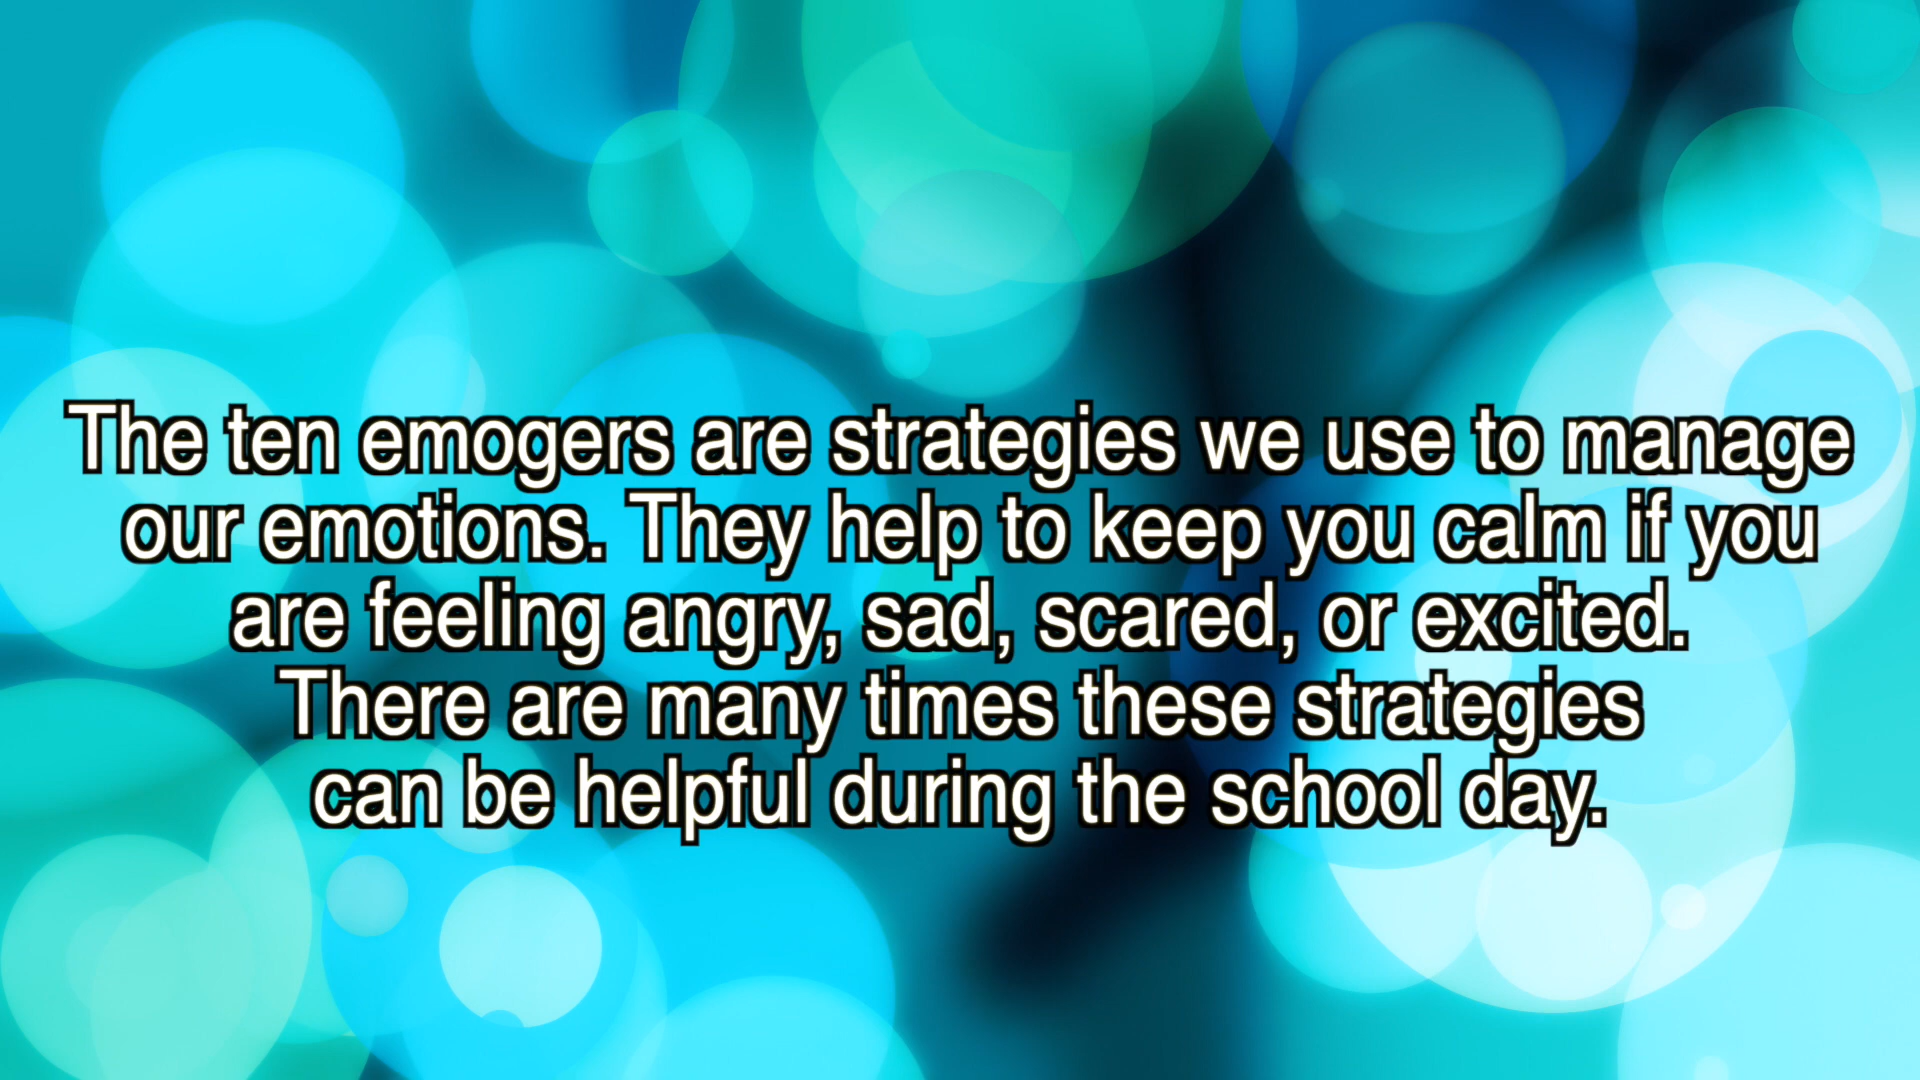 The ten emogers are strategies we use to manage
our emotions. They help to keep you calm if you
are feeling angry, sad, scared, or excited.
There are many times these strategies
can be helpful during the school day.